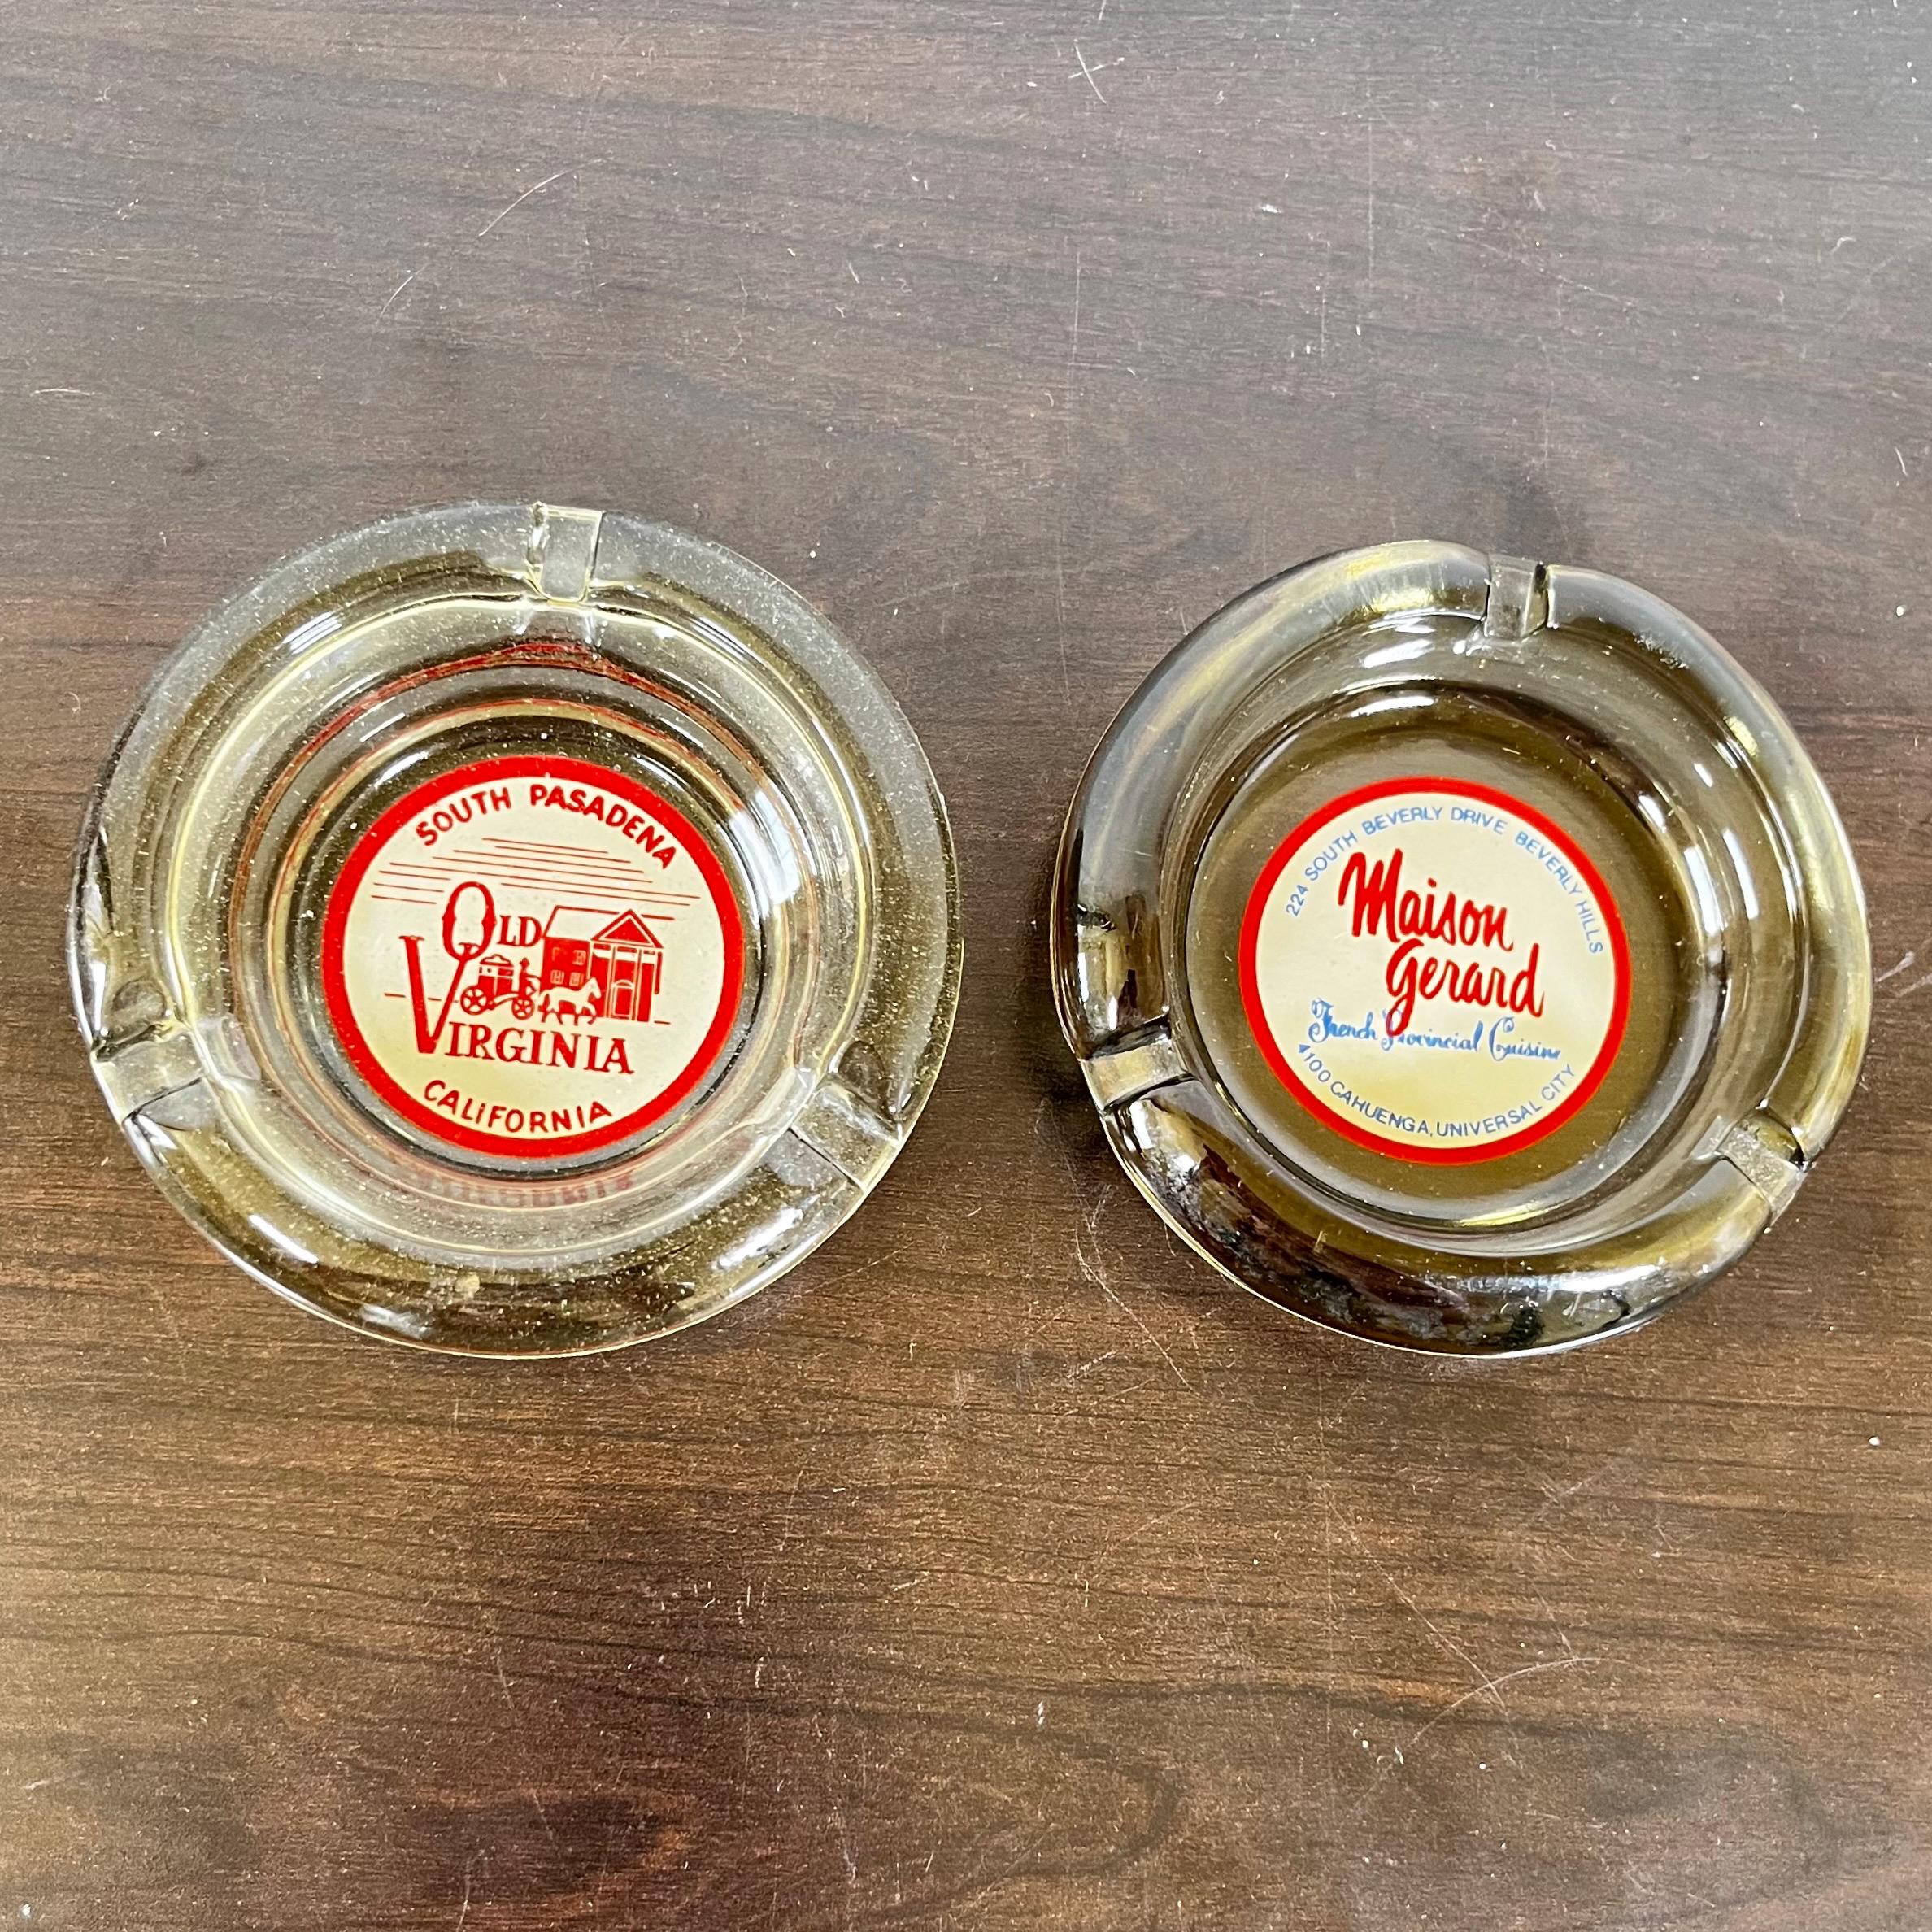 SOUTH PASADENA
OLD
VIRGINIA
CALiFORNIA
224 SOUTH BEVERLY DRIVE BEVERLY HILLS
Maison
Gerard
French Provincial Cuisine
4100 CAHUENGA, UNIVERSAL CITY